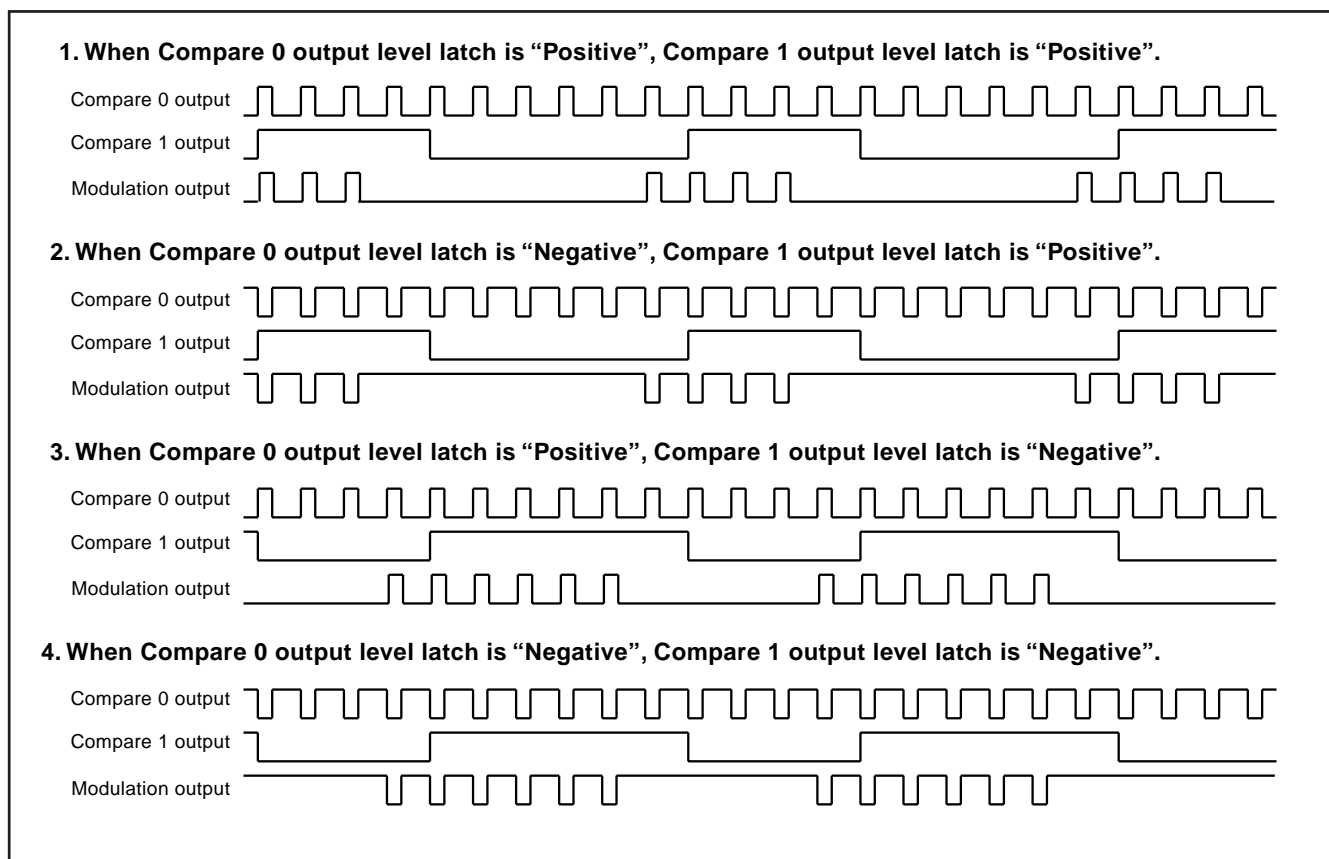 1. When Compare 0 output level latch is “Positive”, Compare 1 output level latch is “Positive”.
Compare 0 output
Compare 1 output
Modulation output
2. When Compare 0 output level latch is “Negative”, Compare 1 output level latch is “Positive”.
Compare 0 output
Compare 1 output
Modulation output
3. When Compare 0 output level latch is “Positive”, Compare 1 output level latch is “Negative”.
Compare 0 output
Compare 1 output
Modulation output
4. When Compare 0 output level latch is “Negative”, Compare 1 output level latch is “Negative”.
Compare 0 output
Compare 1 output
Modulation output